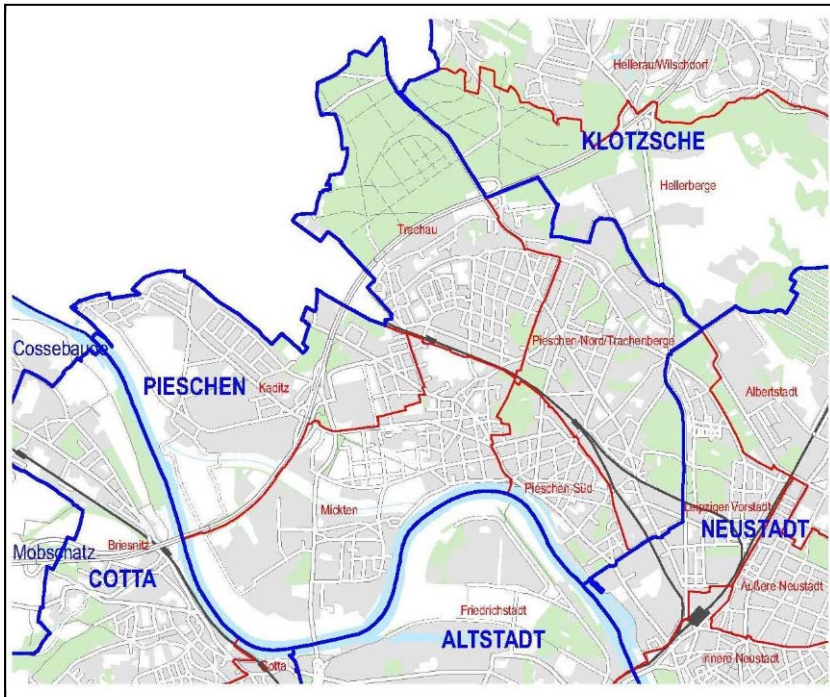 Hellerau/Wilschdorf
KLOTZSCHE
Hellerberge
Trachau
Pieschen-Nord/Trachenberge
Cossebaude
PIESCHEN
Kaditz
Albertstadt
Pieschen-Süd
Mickten
Leipziger Vorstadt
NEUSTADT
Briesnitz
Mobschatz
COTTA
Äußere Neustadt
Friedrichstadt
ALTSTADT
Cotta
Innere Neustadt